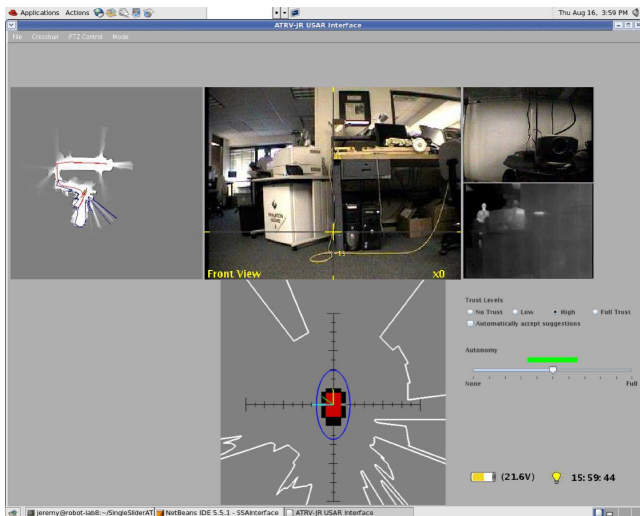 Applications Actions
Thu Aug 16, 3:59 PM
ATRV-JR USAR Interface
File Crosshair PTZ Control Mode
Front View
x0
Trust Levels
No Trust Low High Full Trust
Automatically accept suggestions
Autonomy
None Full
(21.6V) 15:59:44
jeremy@robot-lab8:~/SingleSliderAT NetBeans IDE 5.5.1 - SSAInterface ATRV-JR USAR Interface